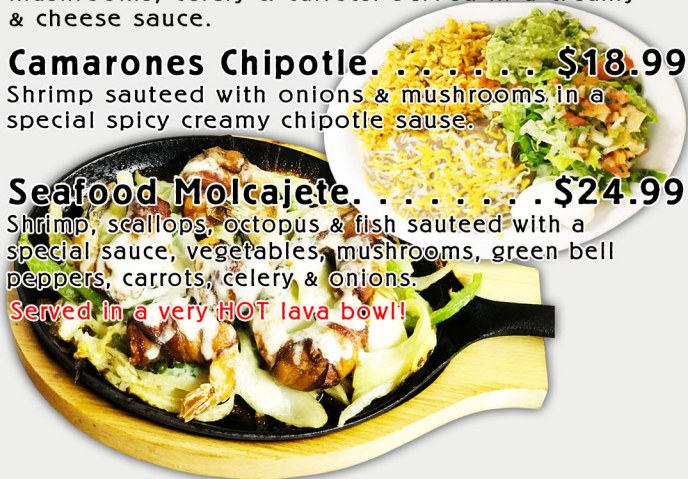 & cheese sauce.
Camarones Chipotle. . . . . . . $18.99
Shrimp sauteed with onions & mushrooms in a
special spicy creamy chipotle sause.
Seafood Molcajete. . . . . . . . $24.99
Shrimp, scallops, octopus & fish sauteed with a
special sauce, vegetables, mushrooms, green bell
peppers, carrots, celery & onions.
Served in a very HOT lava bowl!